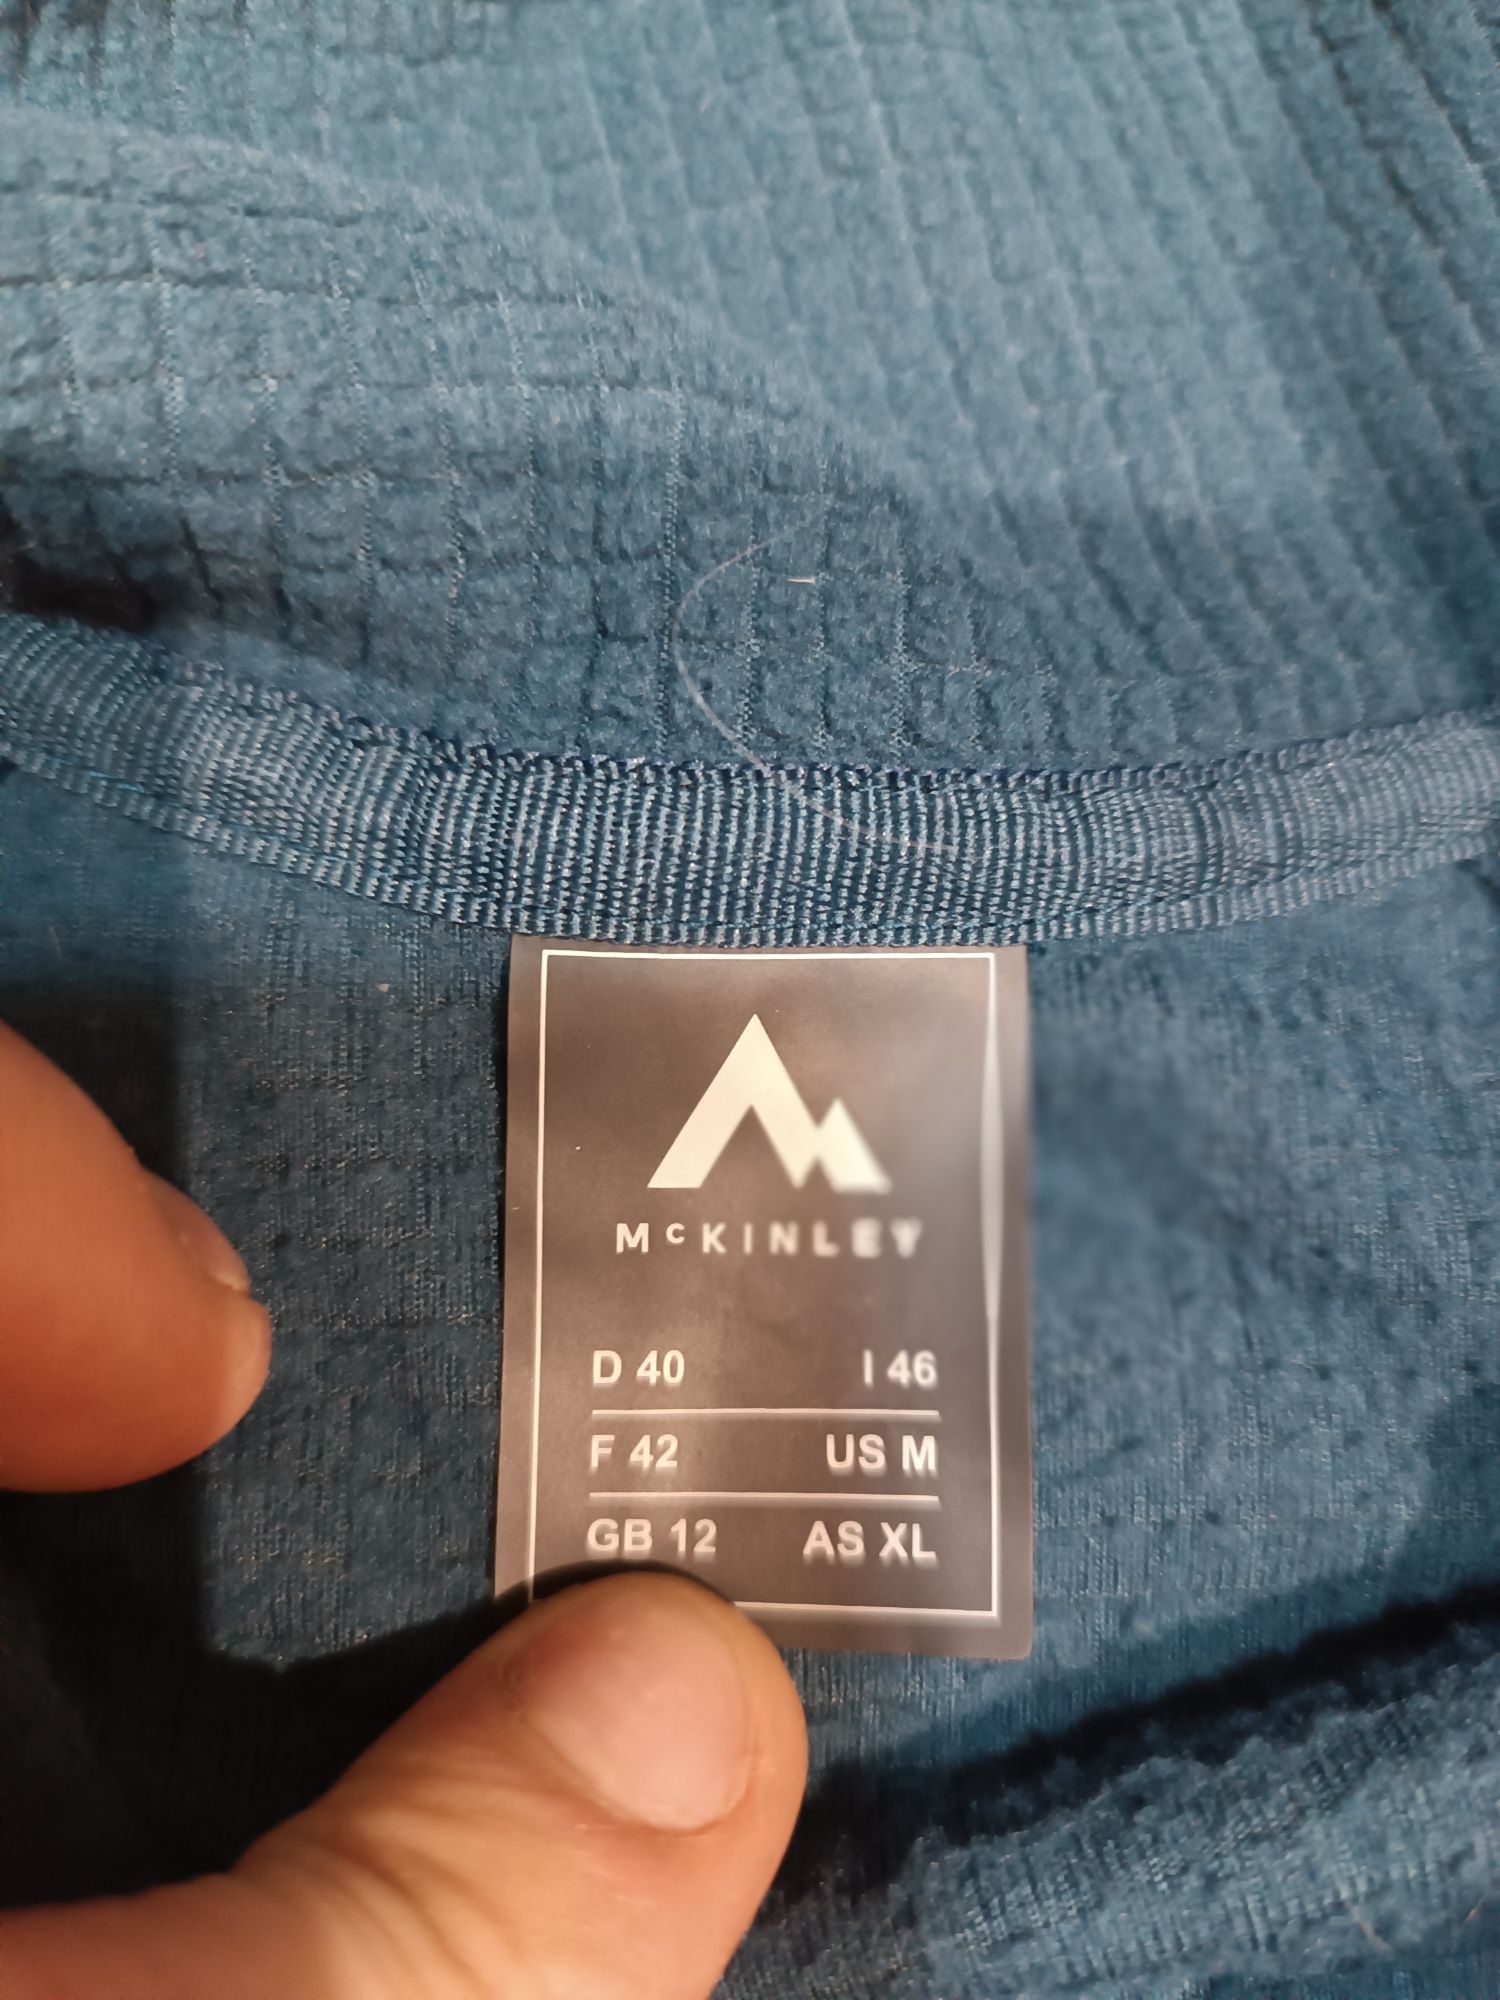 McKINLEY
D 40 I 46
F 42 US M
GB 12 AS XL